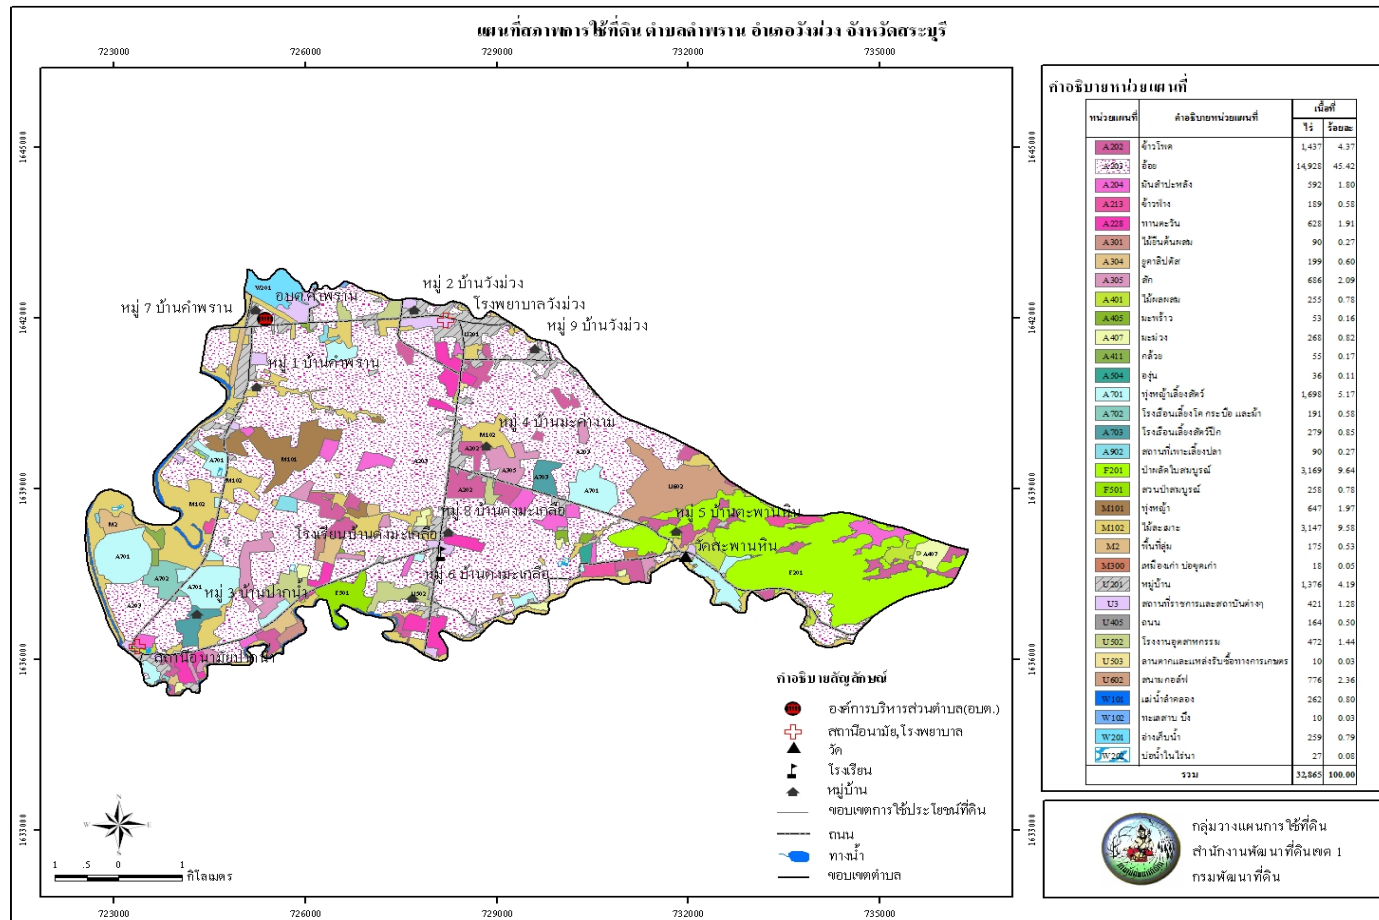 แผนที่สภาพการใช้ที่ดิน ตำบลคำพราน อำเภอวังม่วง จังหวัดสระบุรี
723000 726000 729000 732000 735000
1645000 1645000
1642000 1642000
1639000 1639000
1636000 1636000
1633000 1633000
723000 726000 729000 732000 735000
หมู่ 2 บ้านวังม่วง
อบต.คำพราน
โรงพยาบาลวังม่วง
หมู่ 7 บ้านคำพราน
หมู่ 9 บ้านวังม่วง
หมู่ 1 บ้านคำพราน
หมู่ 4 บ้านมะค่างาม
หมู่ 8 บ้านดงมะเกลือ
หมู่ 5 บ้านตะพานหิน
โรงเรียนบ้านดงมะเกลือ
วัดสะพานหิน
หมู่ 6 บ้านดงมะเกลือ
หมู่ 3 บ้านปากน้ำ
สถานีอนามัยปากน้ำ
W201
U201
M102
A202
A203
A305
A203
A701
M101
M102
M102
A202
A703
A701
U602
M2
A701
A702
A701
A203
F501
U502
F201
A407
คำอธิบายสัญลักษณ์
องค์การบริหารส่วนตำบล(อบต.)
สถานีอนามัย,โรงพยาบาล
วัด
โรงเรียน
หมู่บ้าน
ขอบเขตการใช้ประโยชน์ที่ดิน
ถนน
ทางน้ำ
ขอบเขตตำบล
N
W E
S
1 .5 0 1
กิโลเมตร
คำอธิบายหน่วยแผนที่
หน่วยแผนที่ คำอธิบายหน่วยแผนที่ เนื้อที่
ไร่ ร้อยละ
A202 ข้าวโพด 1,437 4.37
A203 อ้อย 14,928 45.42
A204 มันสำปะหลัง 592 1.80
A213 ข้าวฟ่าง 189 0.58
A228 ทานตะวัน 628 1.91
A301 ไม้ยืนต้นผสม 90 0.27
A304 ยูคาลิปตัส 199 0.60
A305 สัก 686 2.09
A401 ไม้ผลผสม 255 0.78
A405 มะพร้าว 53 0.16
A407 มะม่วง 268 0.82
A411 กล้วย 55 0.17
A504 องุ่น 36 0.11
A701 ทุ่งหญ้าเลี้ยงสัตว์ 1,698 5.17
A702 โรงเรือนเลี้ยงโค กระบือ และม้า 191 0.58
A703 โรงเรือนเลี้ยงสัตว์ปีก 279 0.85
A902 สถานที่เพาะเลี้ยงปลา 90 0.27
F201 ป่าผลัดใบสมบูรณ์ 3,169 9.64
F501 สวนป่าสมบูรณ์ 258 0.78
M101 ทุ่งหญ้า 647 1.97
M102 ไม้ละเมาะ 3,147 9.58
M2 พื้นที่ลุ่ม 175 0.53
M300 เหมืองเก่า บ่อขุดเก่า 18 0.05
U201 หมู่บ้าน 1,376 4.19
U3 สถานที่ราชการและสถาบันต่างๆ 421 1.28
U405 ถนน 164 0.50
U502 โรงงานอุตสาหกรรม 472 1.44
U503 ลานตากและแหล่งรับซื้อทางการเกษตร 10 0.03
U602 สนามกอล์ฟ 776 2.36
W101 แม่น้ำลำคลอง 262 0.80
W102 ทะเลสาบ บึง 10 0.03
W201 อ่างเก็บน้ำ 259 0.79
W202 บ่อน้ำในไร่นา 27 0.08
รวม 32,865 100.00
กลุ่มวางแผนการใช้ที่ดิน
สำนักงานพัฒนาที่ดินเขต 1
กรมพัฒนาที่ดิน